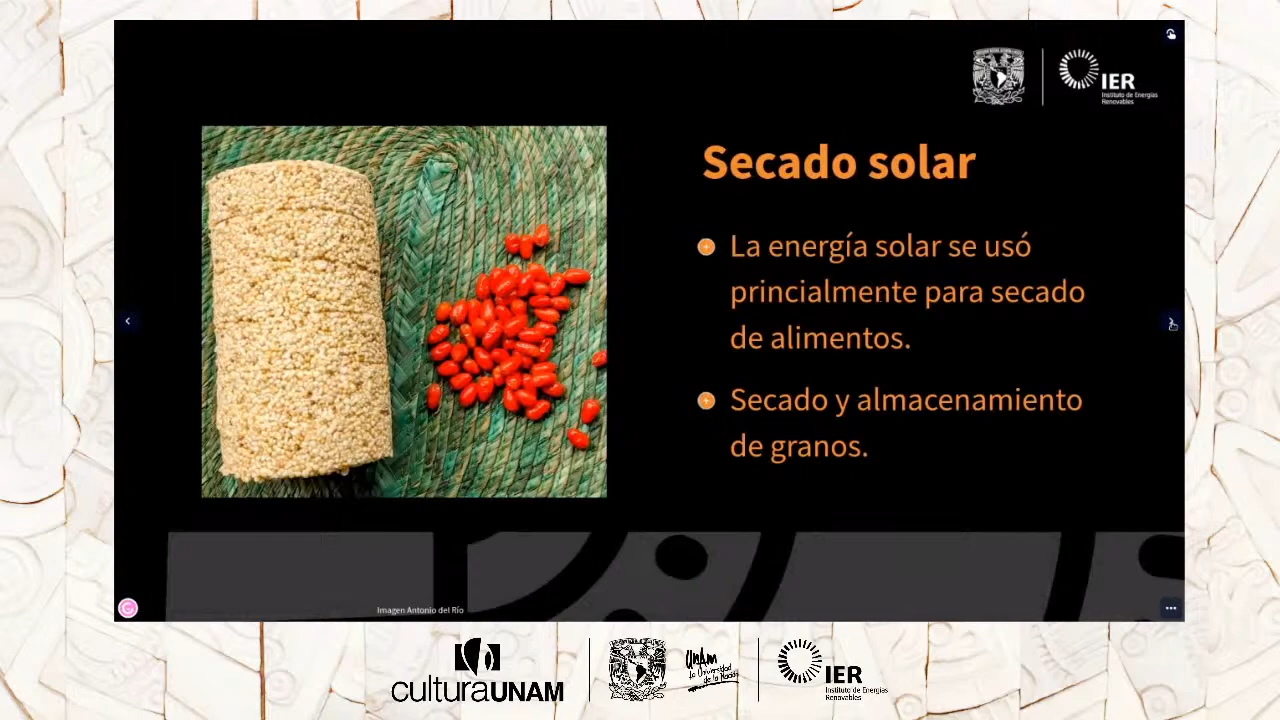 IER
Instituto de Energías
Renovables
Secado solar
La energía solar se usó
princialmente para secado
de alimentos.
Secado y almacenamiento
de granos.
Imagen Antonio del Río
culturaUNAM
UNAM
La Universidad
de la Nación
IER
Instituto de Energías
Renovables